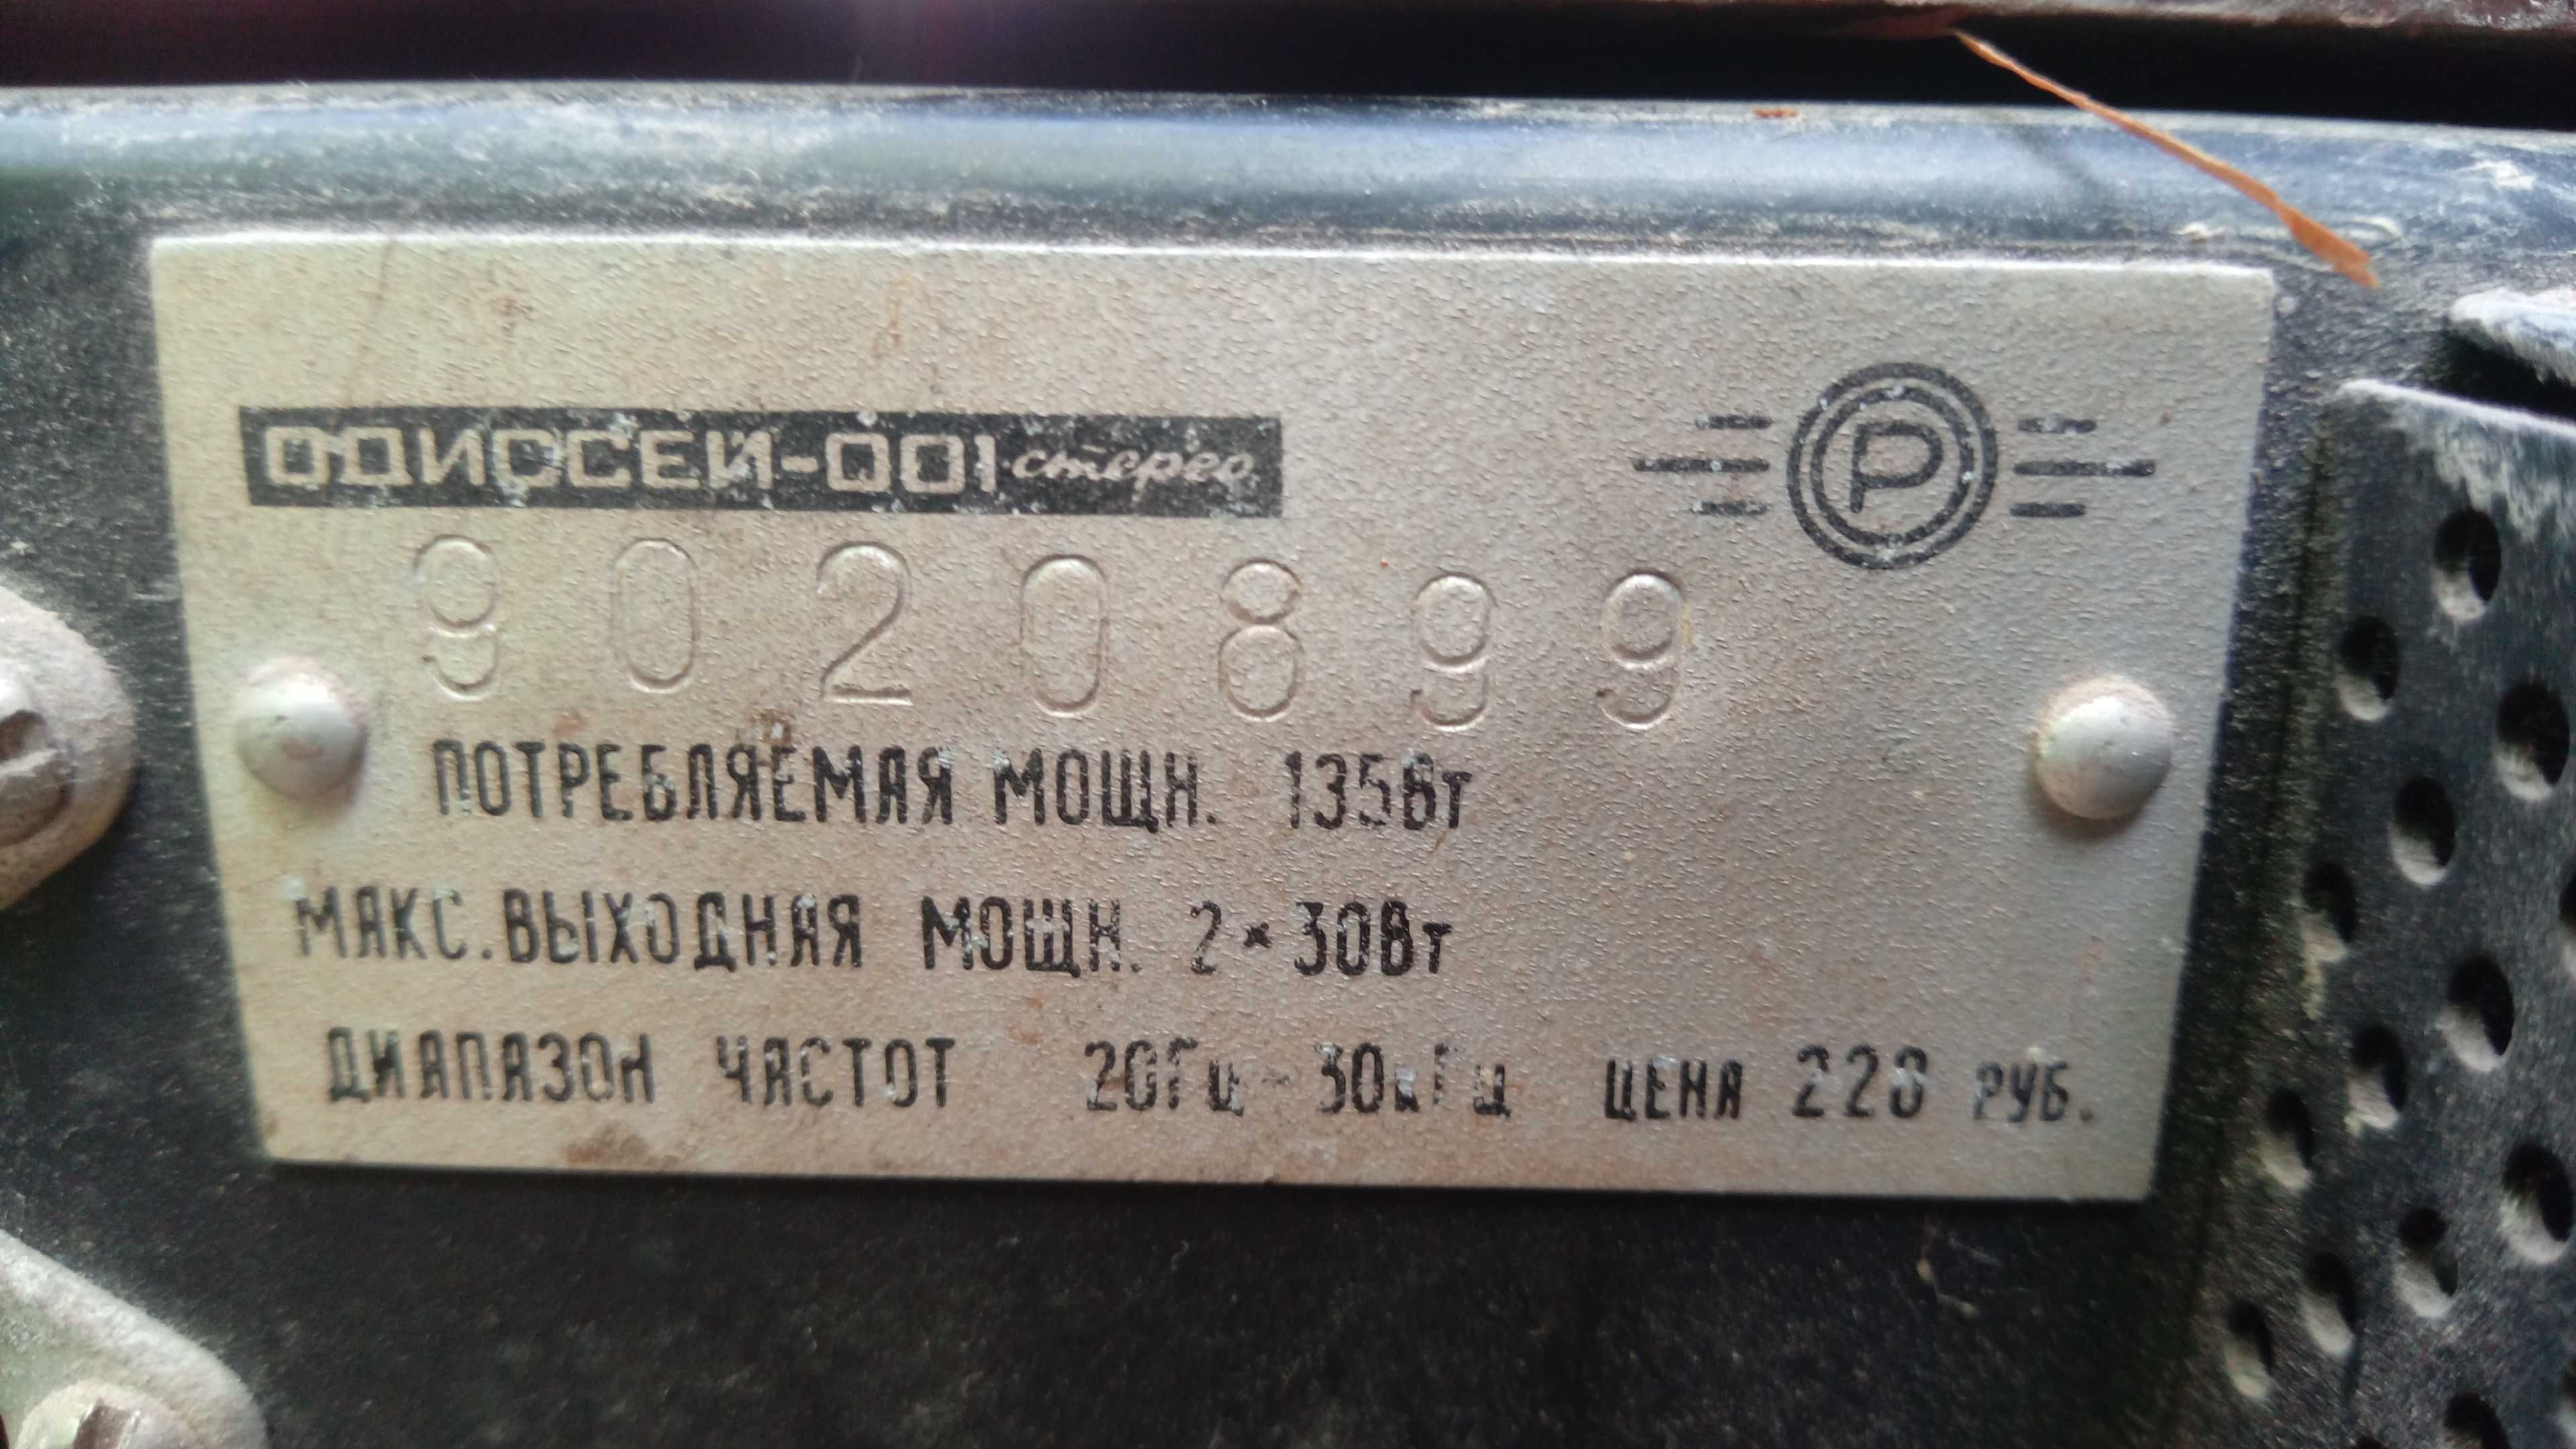 ОДИССЕЙ-001 стерео
Р
9020899
ПОТРЕБЛЯЕМАЯ МОЩН. 135Вт
МАКС. ВЫХОДНАЯ МОЩН. 2×30Вт
ДИАПАЗОН ЧАСТОТ 20Гц - 30кГц ЦЕНА 220 РУБ.